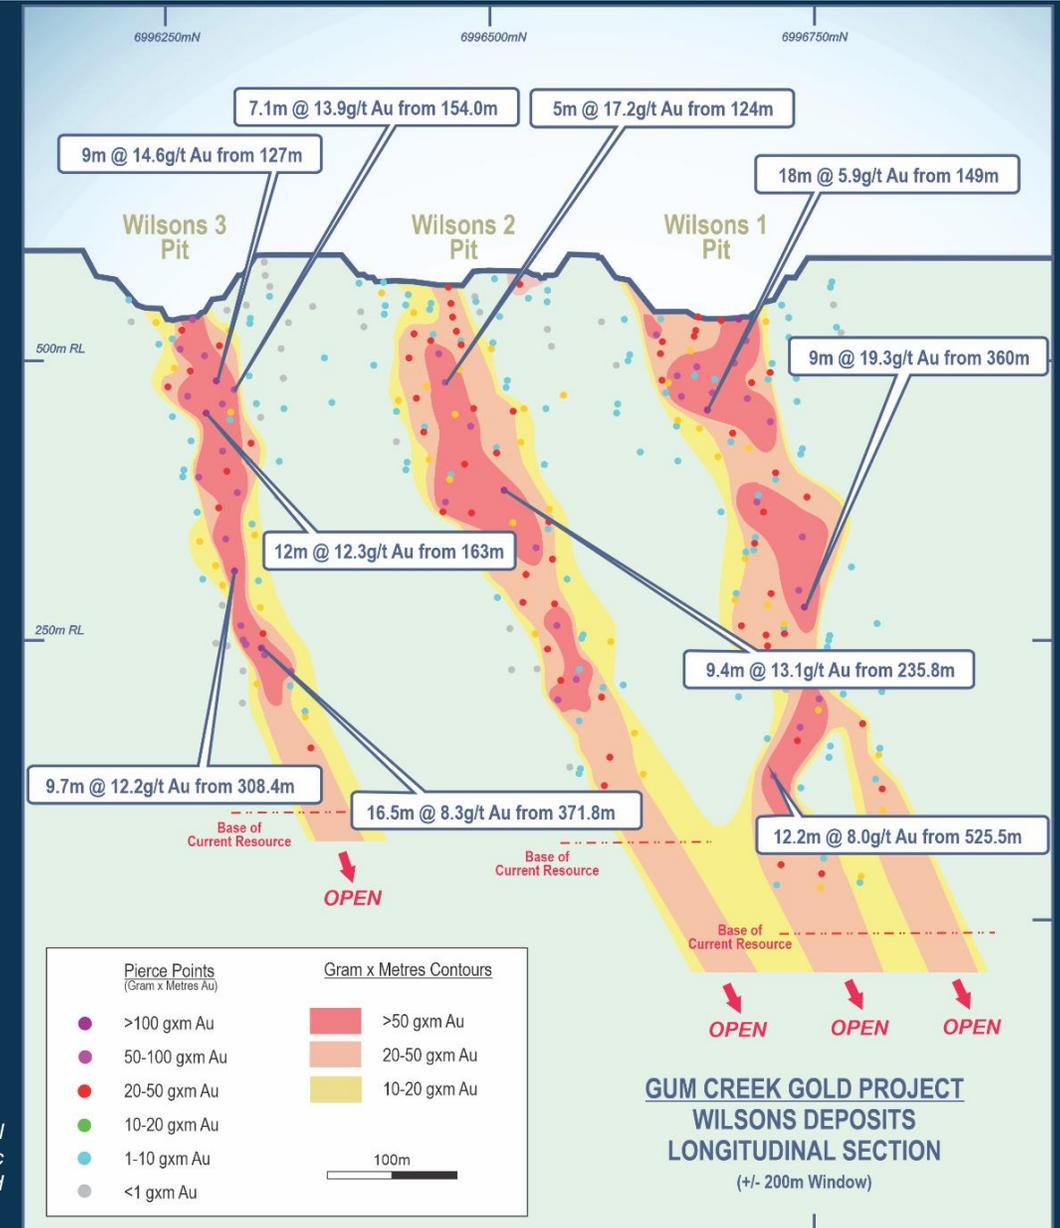 6996250mN
6996500mN
6996750mN
7.1m @ 13.9g/t Au from 154.0m
5m @ 17.2g/t Au from 124m
9m @ 14.6g/t Au from 127m
18m @ 5.9g/t Au from 149m
Wilsons 3
Pit
Wilsons 2
Pit
Wilsons 1
Pit
500m RL
9m @ 19.3g/t Au from 360m
12m @ 12.3g/t Au from 163m
250m RL
9.4m @ 13.1g/t Au from 235.8m
9.7m @ 12.2g/t Au from 308.4m
16.5m @ 8.3g/t Au from 371.8m
12.2m @ 8.0g/t Au from 525.5m
Base of
Current Resource
Base of
Current Resource
OPEN
Base of
Current Resource
OPEN
OPEN
OPEN
Pierce Points
(Gram x Metres Au)
>100 gxm Au
50-100 gxm Au
20-50 gxm Au
10-20 gxm Au
1-10 gxm Au
<1 gxm Au
Gram x Metres Contours
>50 gxm Au
20-50 gxm Au
10-20 gxm Au
100m
GUM CREEK GOLD PROJECT
WILSONS DEPOSITS
LONGITUDINAL SECTION
(+/- 200m Window)